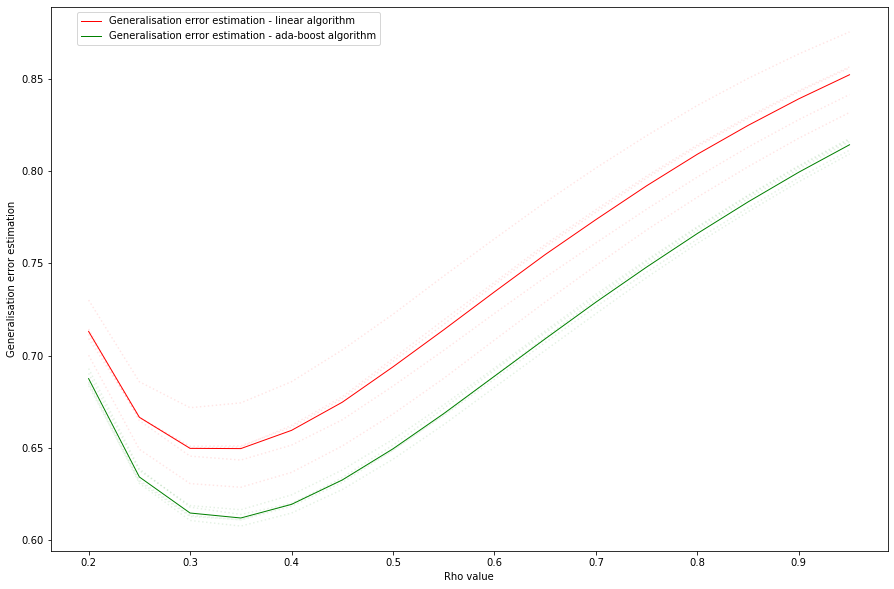 Generalisation error estimation - linear algorithm
Generalisation error estimation - ada-boost algorithm
0.85
0.80
0.75
0.70
0.65
0.60
Generalisation error estimation
0.2 0.3 0.4 0.5 0.6 0.7 0.8 0.9
Rho value